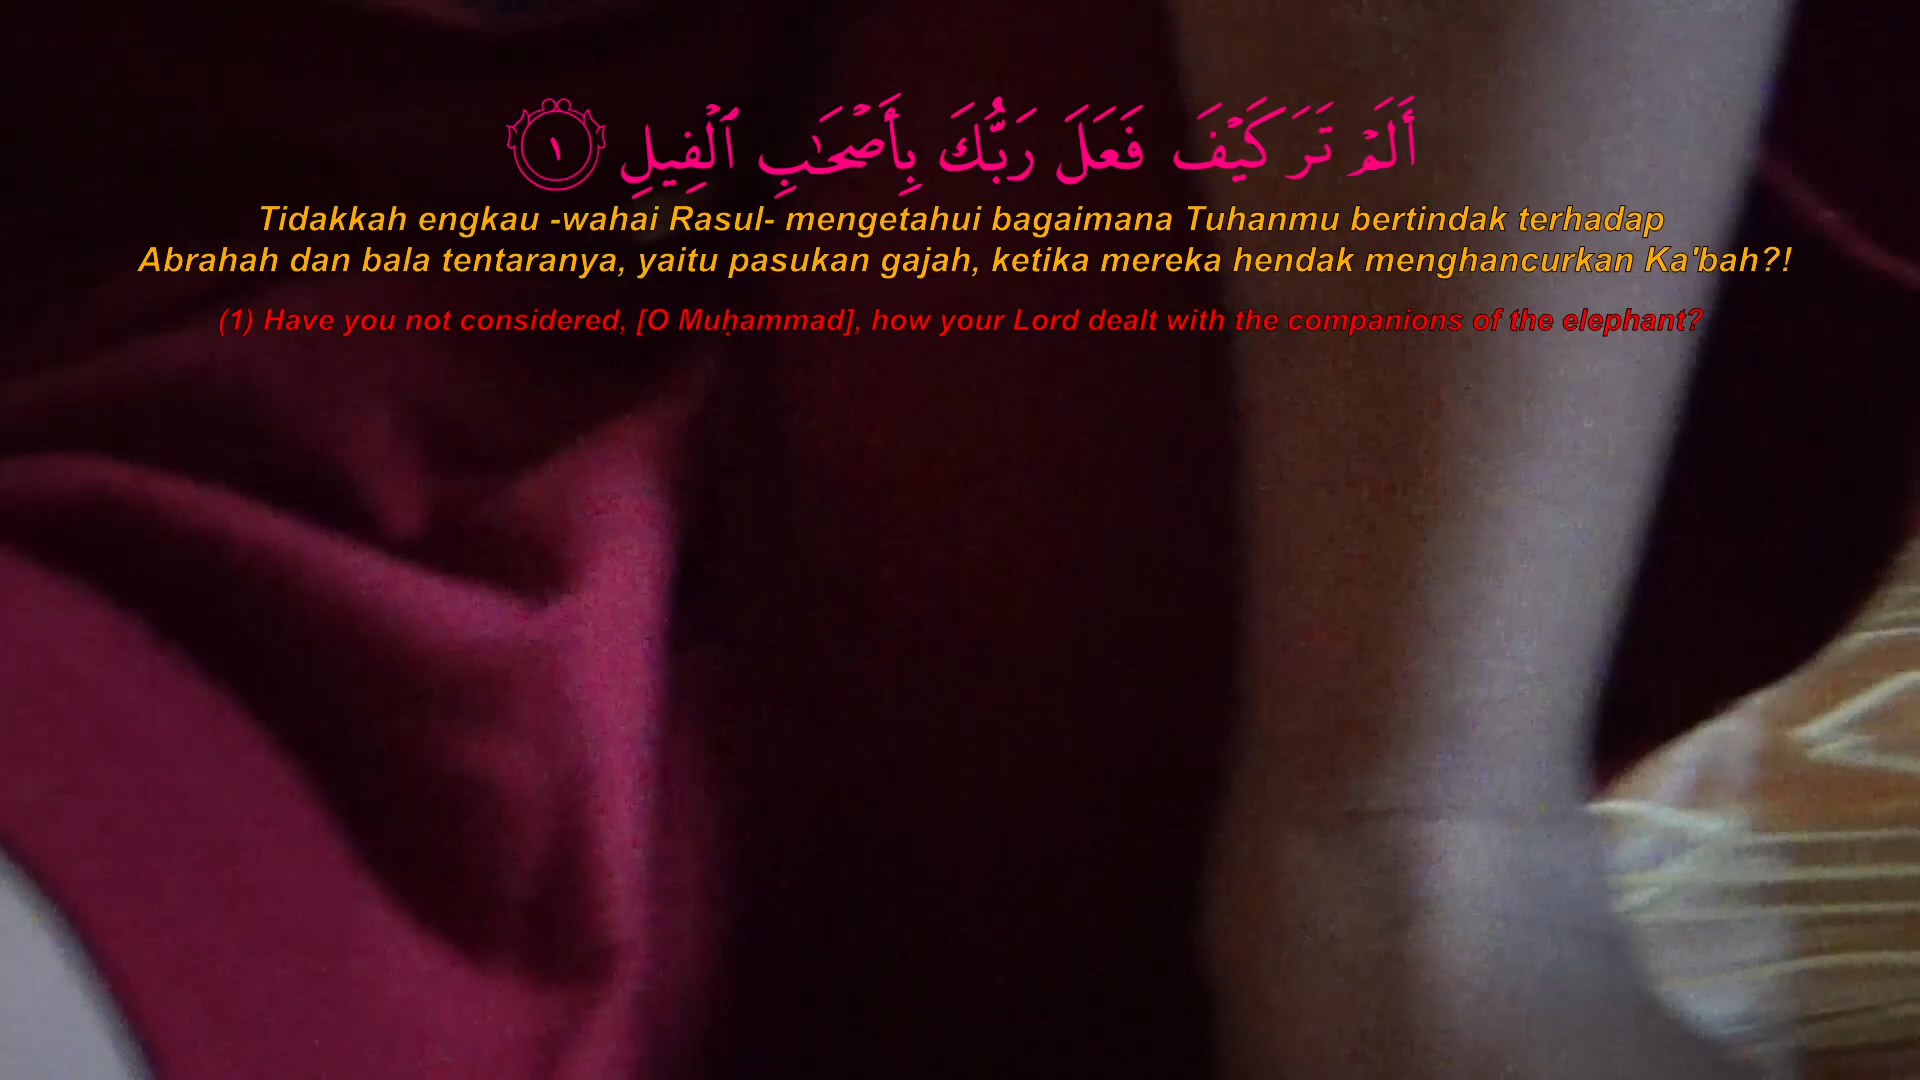 أَلَمْ تَرَ كَيْفَ فَعَلَ رَبُّكَ بِأَصْحَٰبِ ٱلْفِيلِ ١
Tidakkah engkau -wahai Rasul- mengetahui bagaimana Tuhanmu bertindak terhadap
Abrahah dan bala tentaranya, yaitu pasukan gajah, ketika mereka hendak menghancurkan Ka'bah?!
(1) Have you not considered, [O Muḥammad], how your Lord dealt with the companions of the elephant?